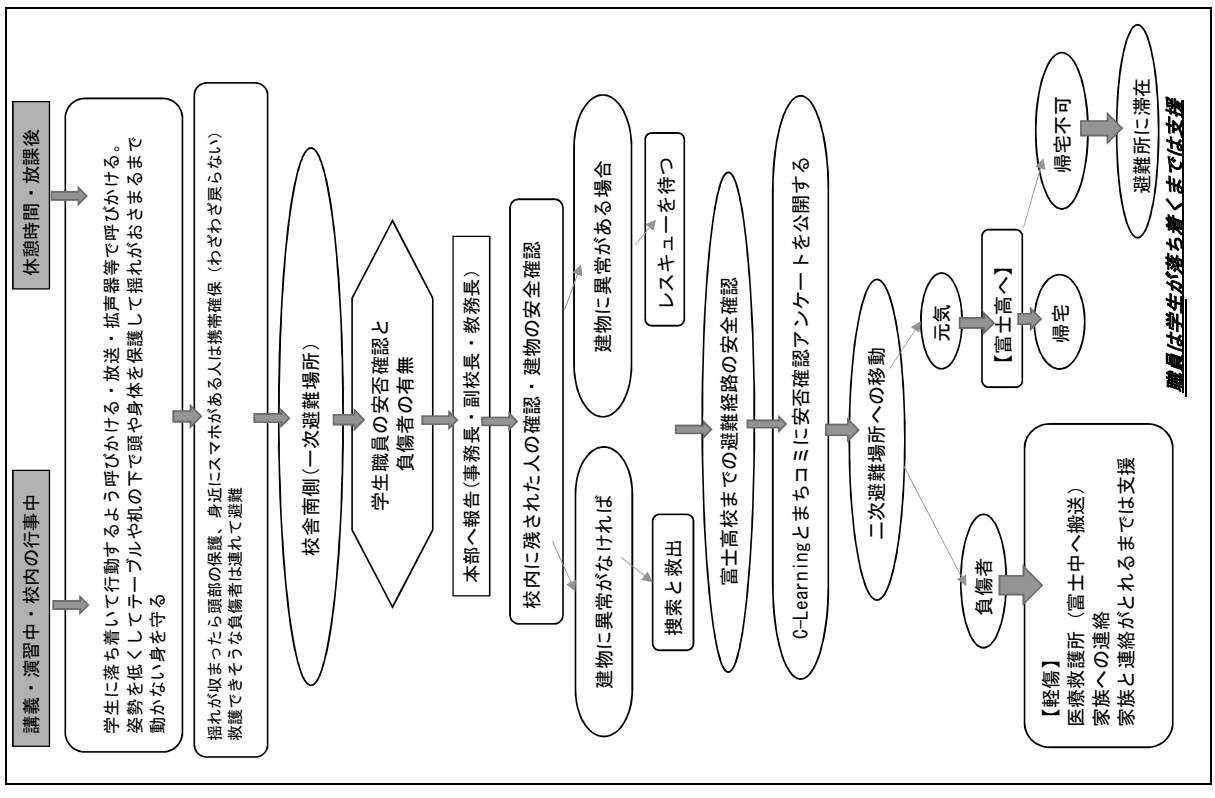 講義・演習中・校内の行事中
休憩時間・放課後
学生に落ち着いて行動するよう呼びかける・放送・拡声器等で呼びかける。
姿勢を低くしてテーブルや机の下で頭や身体を保護して揺れがおさまるまで
動かない身を守る
揺れが収まったら頭部の保護、身近にスマホがある人は携帯確保（わざわざ戻らない）
救護できそうな負傷者は連れて避難
校舎南側(一次避難場所)
学生職員の安否確認と
負傷者の有無
本部へ報告(事務長・副校長・教務長)
校内に残された人の確認・建物の安全確認
建物に異常がなければ
建物に異常がある場合
捜索と救出
レスキューを待つ
富士高校までの避難経路の安全確認
C-Learningとまちコミに安否確認アンケートを公開する
二次避難場所への移動
負傷者
元気
【軽傷】
医療救護所（富士中へ搬送）
家族への連絡
家族と連絡がとれるまでは支援
【富士高へ】
帰宅
帰宅不可
避難所に滞在
職員は学生が落ち着くまでは支援